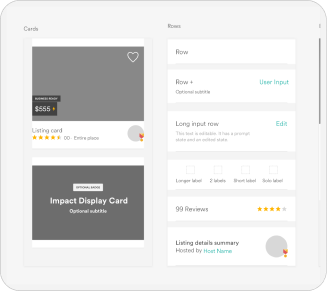 Cards
BUSINESS READY
$555 +
Listing card
00 · Entire place
OPTIONAL BADGE
Impact Display Card
Optional subtitle
Rows
Row
Row +
User Input
Optional subtitle
Long input row
Edit
This text is editable. It has a prompt
state and an edited state.
Longer label
2 labels
Short label
Solo label
99 Reviews
Listing details summary
Hosted by Host Name